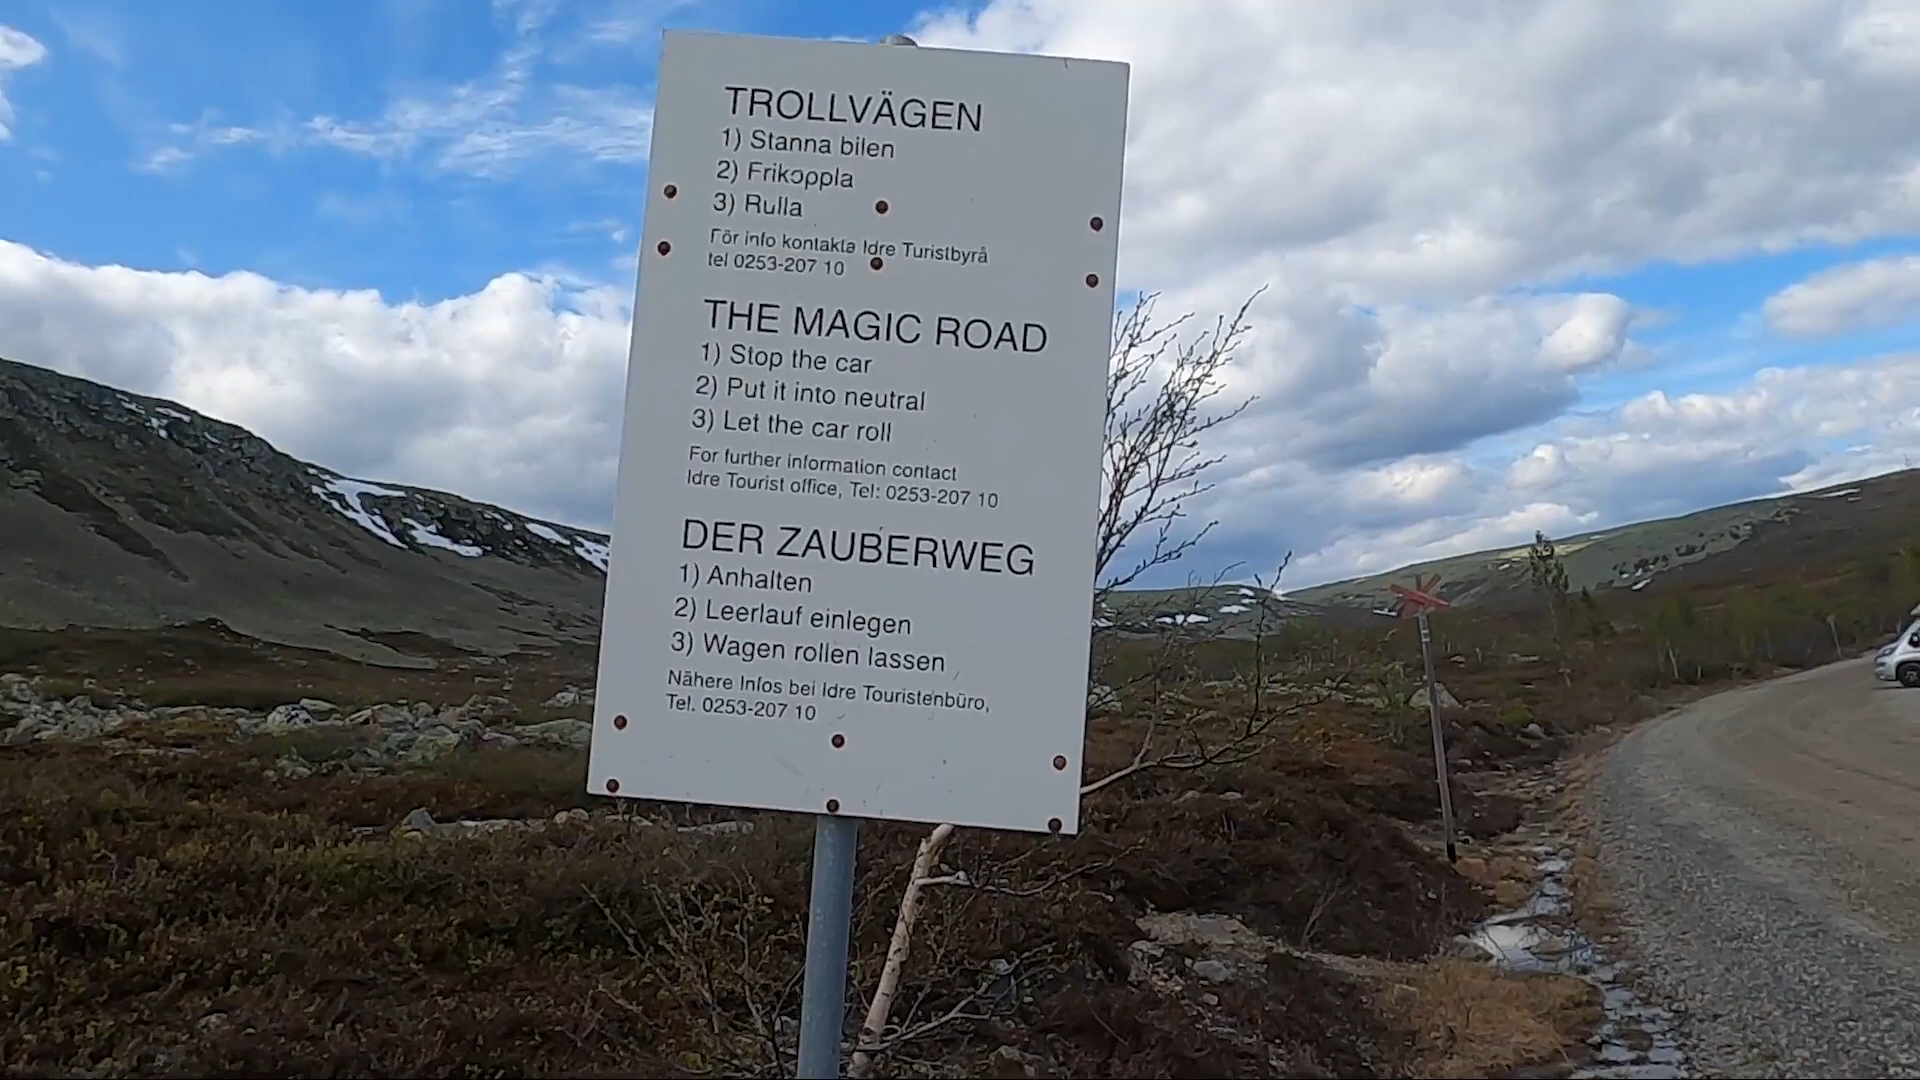 TROLLVÄGEN
1) Stanna bilen
2) Frikoppla
3) Rulla
För info kontakta Idre Turistbyrå
tel 0253-207 10
THE MAGIC ROAD
1) Stop the car
2) Put it into neutral
3) Let the car roll
For further information contact
Idre Tourist office, Tel: 0253-207 10
DER ZAUBERWEG
1) Anhalten
2) Leerlauf einlegen
3) Wagen rollen lassen
Nähere Infos bei Idre Touristenbüro,
Tel. 0253-207 10